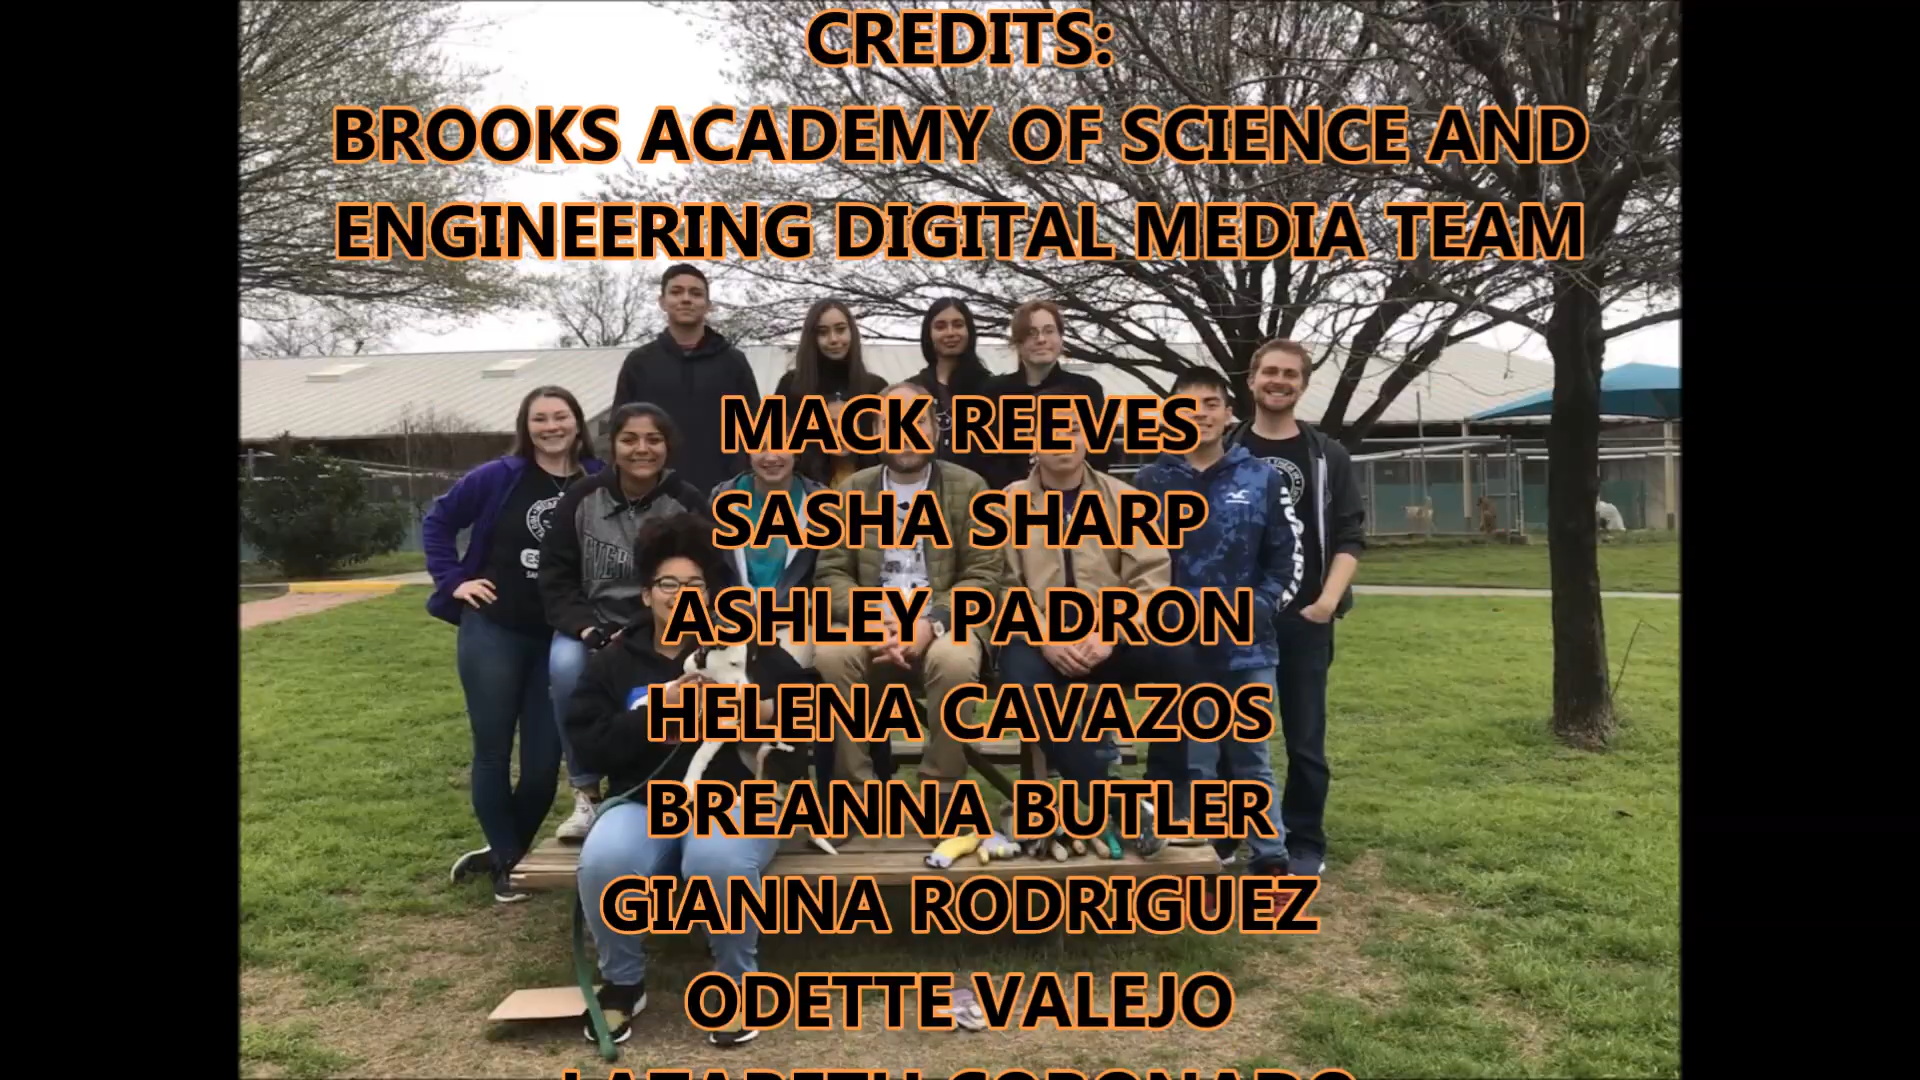 CREDITS:
BROOKS ACADEMY OF SCIENCE AND
ENGINEERING DIGITAL MEDIA TEAM
MACK REEVES
SASHA SHARP
ASHLEY PADRON
HELENA CAVAZOS
BREANNA BUTLER
GIANNA RODRIGUEZ
ODETTE VALEJO